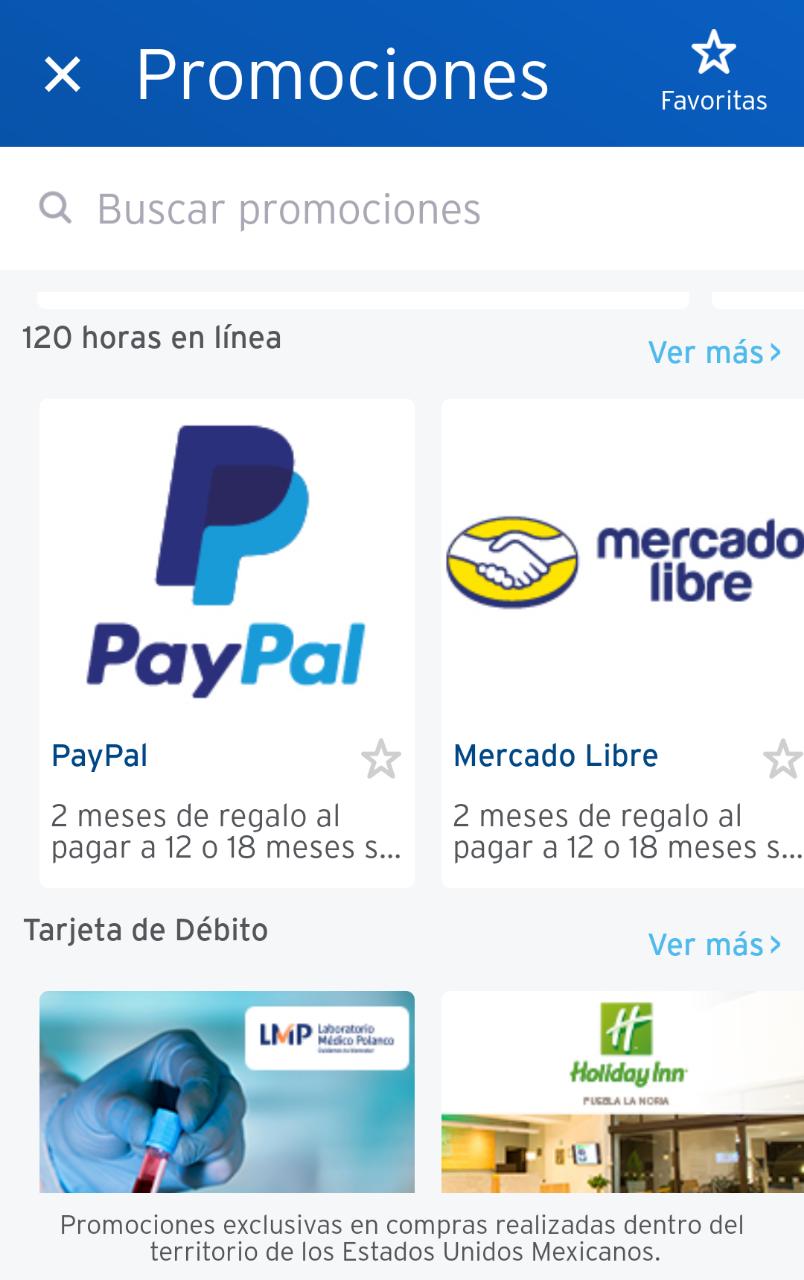 Promociones
Favoritas
Buscar promociones
120 horas en línea
Ver más
PayPal
mercado
libre
PayPal
Mercado Libre
2 meses de regalo al
pagar a 12 o 18 meses s...
2 meses de regalo al
pagar a 12 o 18 meses s...
Tarjeta de Débito
Ver más
LMP
Laboratorio
Médico Polanco
H
Holiday Inn
PUEBLA LA NORIA
Promociones exclusivas en compras realizadas dentro del
territorio de los Estados Unidos Mexicanos.